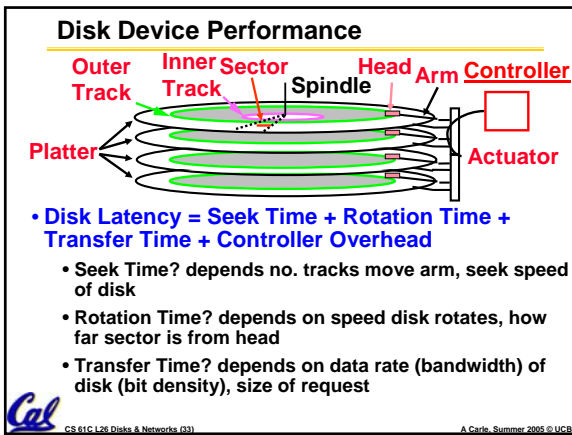 Disk Device Performance
Outer Track
Inner Track
Sector
Spindle
Head
Arm
Controller
Platter
Actuator
• Disk Latency = Seek Time + Rotation Time +
Transfer Time + Controller Overhead
• Seek Time? depends no. tracks move arm, seek speed
of disk
• Rotation Time? depends on speed disk rotates, how
far sector is from head
• Transfer Time? depends on data rate (bandwidth) of
disk (bit density), size of request
Cal
CS 61C L26 Disks & Networks (33)
A Carle, Summer 2005 © UCB